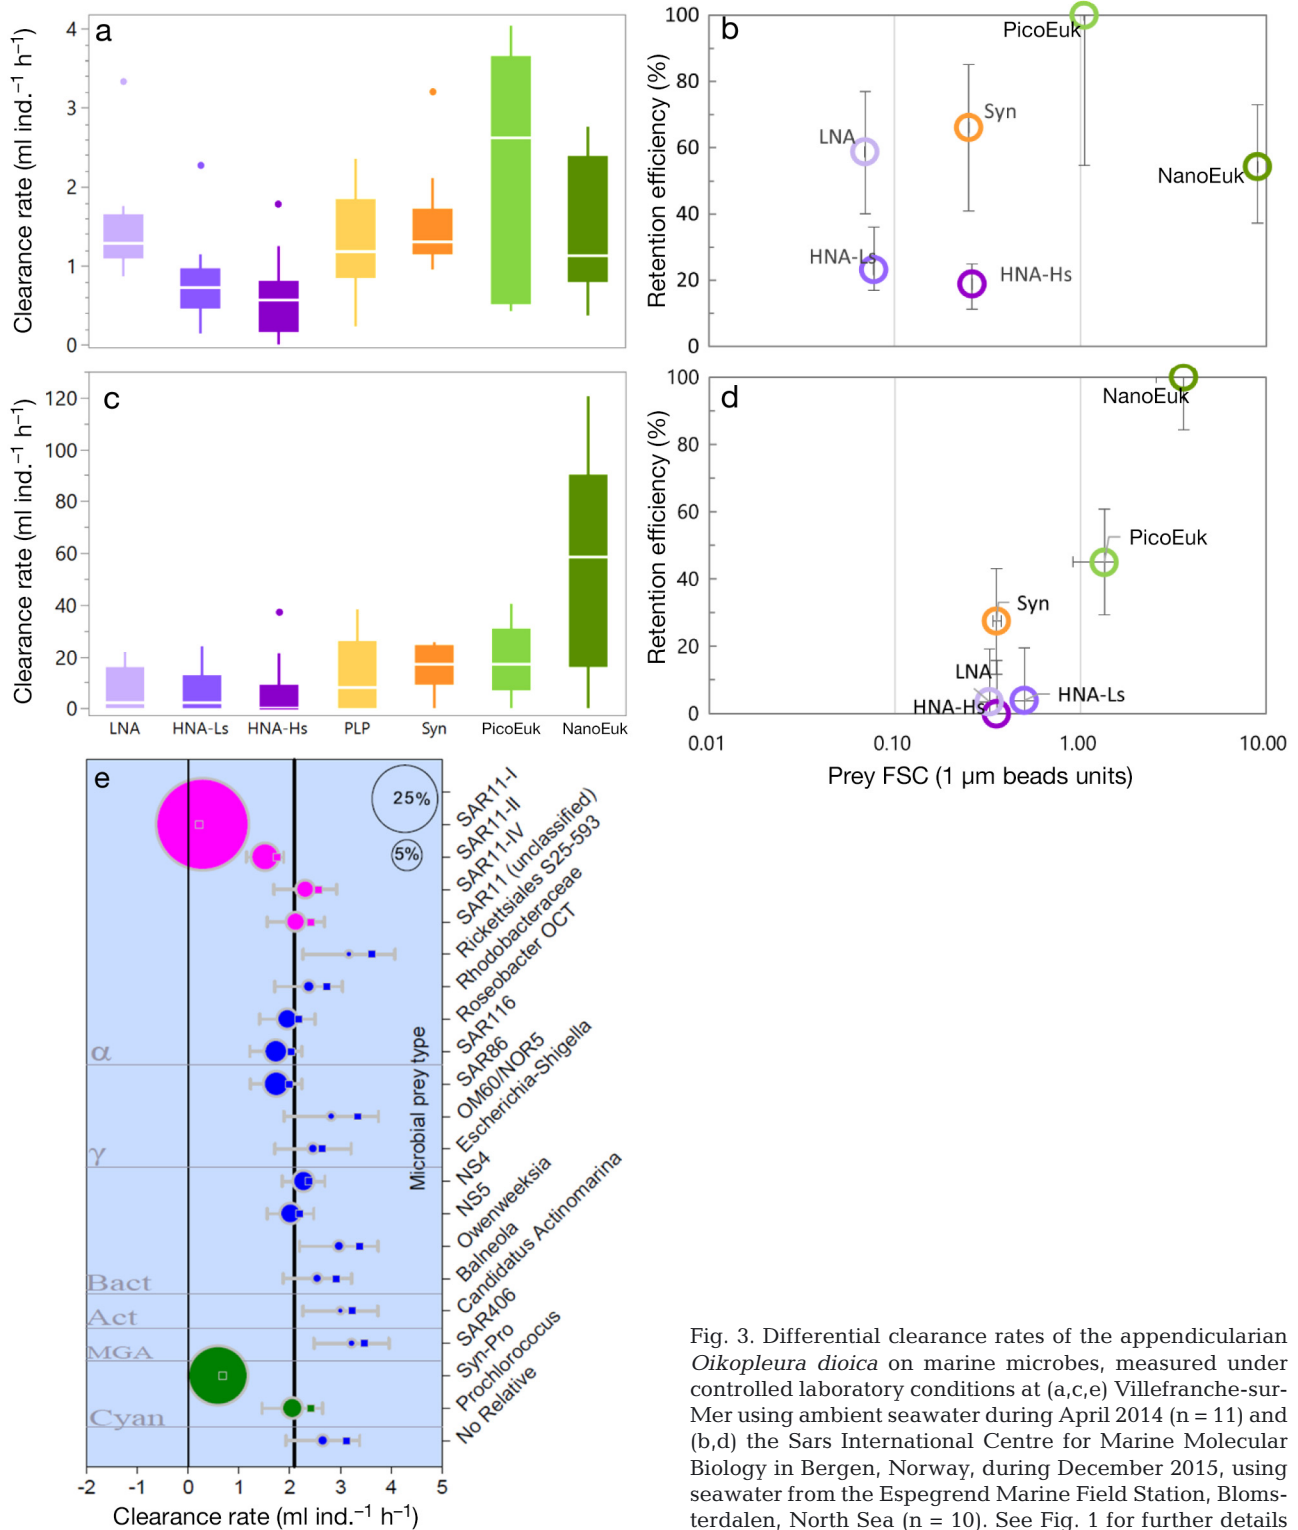 a
Clearance rate (ml ind.⁻¹ h⁻¹)
4
3
2
1
0
b
Retention efficiency (%)
100
80
60
40
20
0
PicoEuk
Syn
LNA
NanoEuk
HNA-Ls
HNA-Hs
c
Clearance rate (ml ind.⁻¹ h⁻¹)
120
100
80
60
40
20
0
LNA HNA-Ls HNA-Hs PLP Syn PicoEuk NanoEuk
d
Retention efficiency (%)
100
80
60
40
20
0
NanoEuk
PicoEuk
Syn
LNA
HNA-Ls
HNA-Hs
0.01 0.10 1.00 10.00
Prey FSC (1 µm beads units)
e
25%
5%
SAR11-I
SAR11-II
SAR11-IV
SAR11 (unclassified)
Rickettsiales S25-593
Rhodobacteraceae
Roseobacter OCT
SAR116
SAR86
OM60/NOR5
Escherichia-Shigella
NS4
NS5
Owenweeksia
Balneola
Candidatus Actinomarina
SAR406
Syn-Pro
Prochlorococus
No Relative
Microbial prey type
α
γ
Bact
Act
MGA
Cyan
-2 -1 0 1 2 3 4 5
Clearance rate (ml ind.⁻¹ h⁻¹)
Fig. 3. Differential clearance rates of the appendicularian
Oikopleura dioica on marine microbes, measured under
controlled laboratory conditions at (a,c,e) Villefranche-sur-
Mer using ambient seawater during April 2014 (n = 11) and
(b,d) the Sars International Centre for Marine Molecular
Biology in Bergen, Norway, during December 2015, using
seawater from the Espegrend Marine Field Station, Bloms-
terdalen, North Sea (n = 10). See Fig. 1 for further details